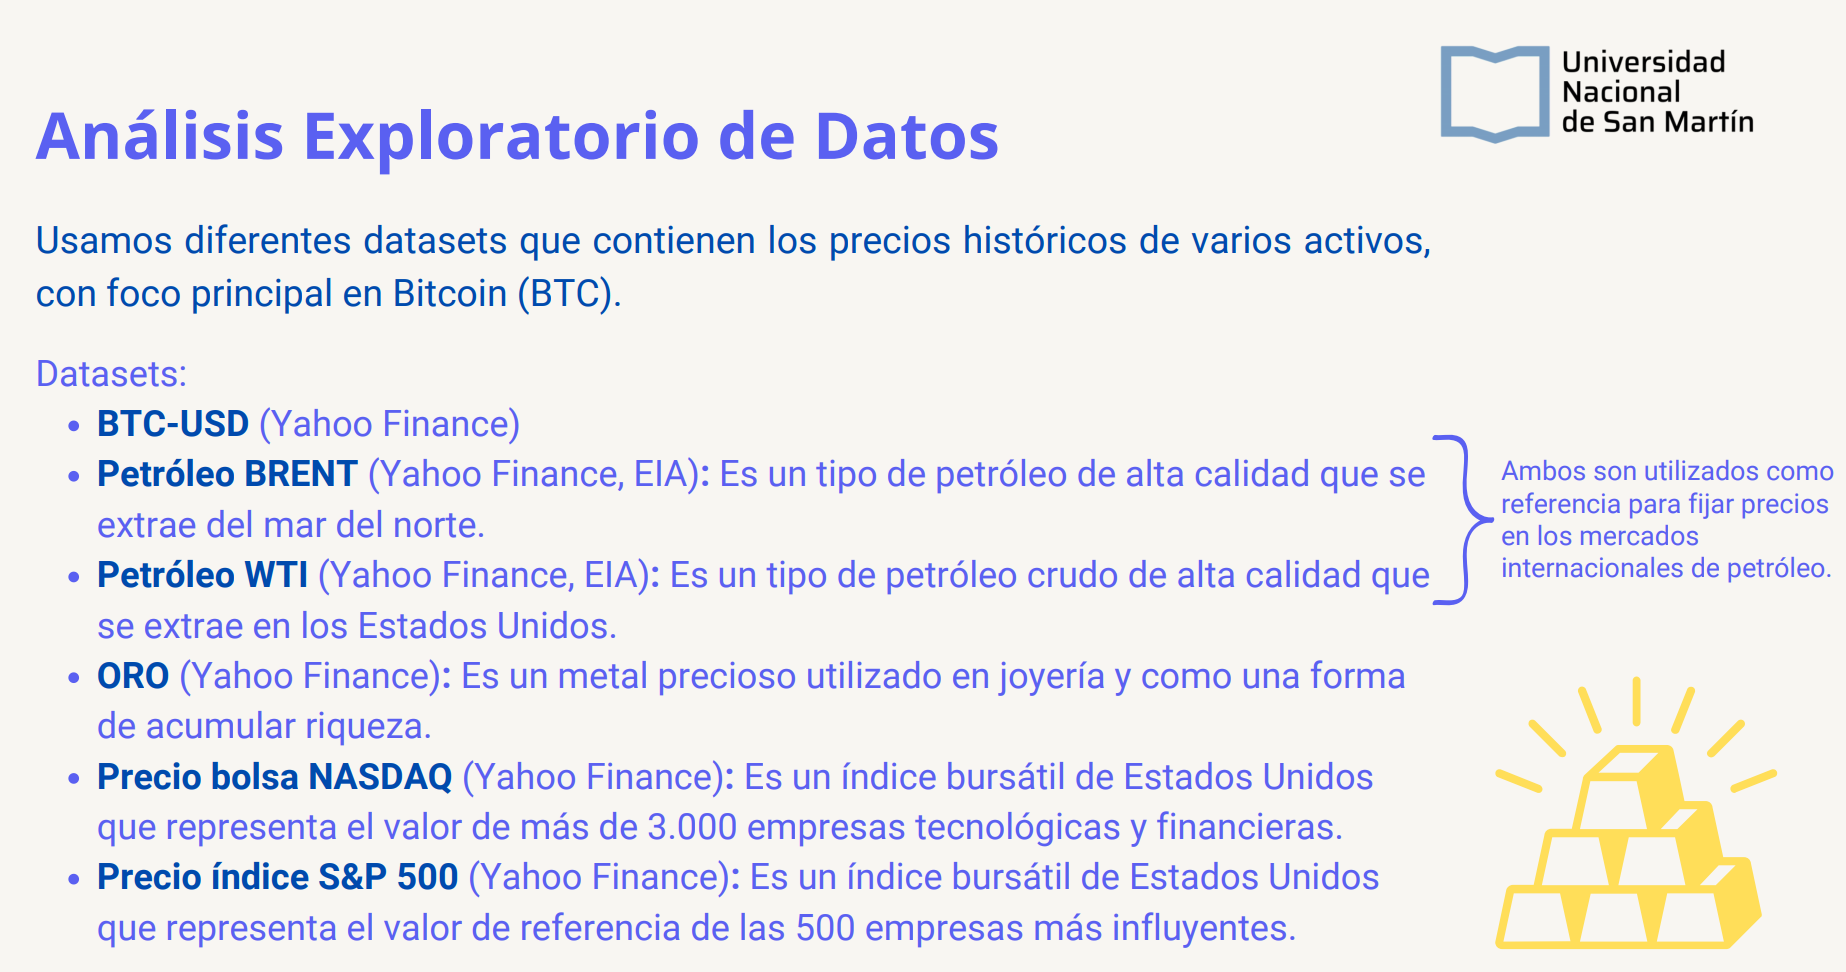 Universidad
Nacional
de San Martín
Análisis Exploratorio de Datos
Usamos diferentes datasets que contienen los precios históricos de varios activos,
con foco principal en Bitcoin (BTC).
Datasets:
• BTC-USD (Yahoo Finance)
• Petróleo BRENT (Yahoo Finance, EIA): Es un tipo de petróleo de alta calidad que se
extrae del mar del norte.
• Petróleo WTI (Yahoo Finance, EIA): Es un tipo de petróleo crudo de alta calidad que
se extrae en los Estados Unidos.
Ambos son utilizados como
referencia para fijar precios
en los mercados
internacionales de petróleo.
• ORO (Yahoo Finance): Es un metal precioso utilizado en joyería y como una forma
de acumular riqueza.
• Precio bolsa NASDAQ (Yahoo Finance): Es un índice bursátil de Estados Unidos
que representa el valor de más de 3.000 empresas tecnológicas y financieras.
• Precio índice S&P 500 (Yahoo Finance): Es un índice bursátil de Estados Unidos
que representa el valor de referencia de las 500 empresas más influyentes.